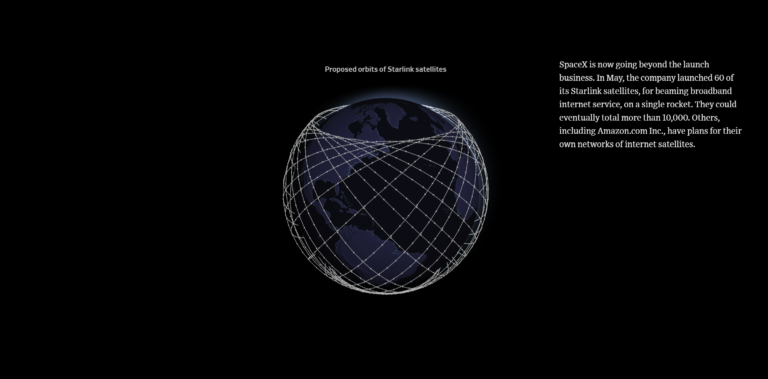 Proposed orbits of Starlink satellites
SpaceX is now going beyond the launch
business. In May, the company launched 60 of
its Starlink satellites, for beaming broadband
internet service, on a single rocket. They could
eventually total more than 10,000. Others,
including Amazon.com Inc., have plans for their
own networks of internet satellites.